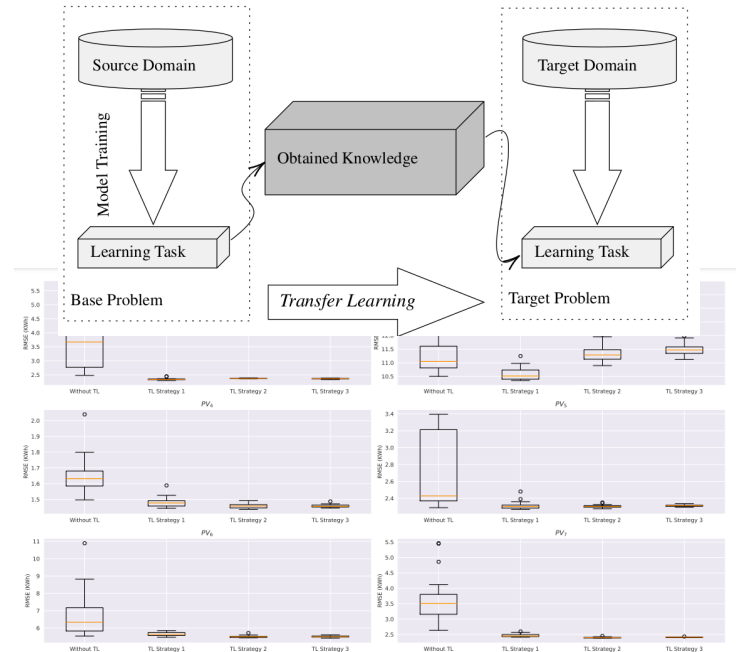 Source Domain
Target Domain
Model Training
Obtained Knowledge
Learning Task
Learning Task
Base Problem
Transfer Learning
Target Problem
RMSE (KWh)
5.5
5.0
4.5
4.0
3.5
3.0
2.5
Without TL
TL Strategy 1
TL Strategy 2
TL Strategy 3
RMSE (KWh)
11.5
11.0
10.5
Without TL
TL Strategy 1
TL Strategy 2
TL Strategy 3
PV4
RMSE (KWh)
2.0
1.9
1.8
1.7
1.6
1.5
Without TL
TL Strategy 1
TL Strategy 2
TL Strategy 3
PV5
RMSE (KWh)
3.4
3.2
3.0
2.8
2.6
2.4
Without TL
TL Strategy 1
TL Strategy 2
TL Strategy 3
PV6
RMSE (KWh)
11
10
9
8
7
6
Without TL
TL Strategy 1
TL Strategy 2
TL Strategy 3
PV7
RMSE (KWh)
5.5
5.0
4.5
4.0
3.5
3.0
2.5
Without TL
TL Strategy 1
TL Strategy 2
TL Strategy 3